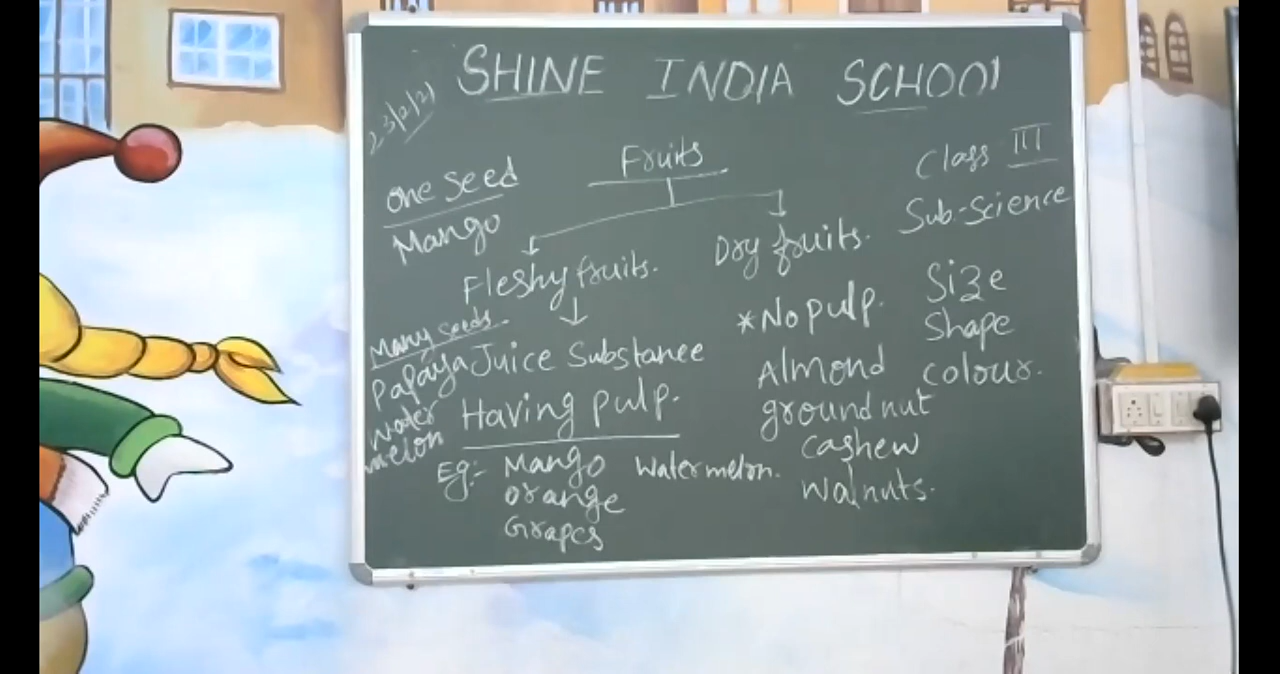 SHINE INDIA SCHOOL
23/2/21
Class III
Sub-Science
Fruits
One Seed
Mango
Fleshy fruits.
Dry fruits.
Many seeds.
Papaya
water
melon
Juice Substance
Having pulp.
Eg:- Mango watermelon.
orange
Grapes
*No pulp.
Almond
groundnut
cashew
walnuts.
Size
Shape
colour.